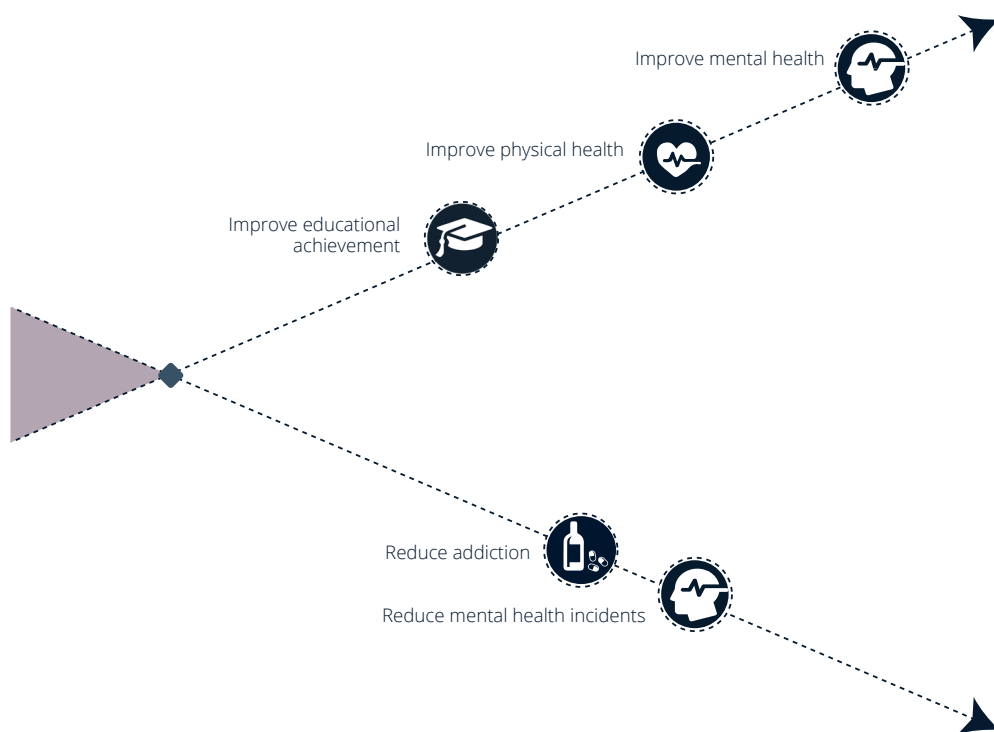 Improve mental health
Improve physical health
Improve educational
achievement
Reduce addiction
Reduce mental health incidents